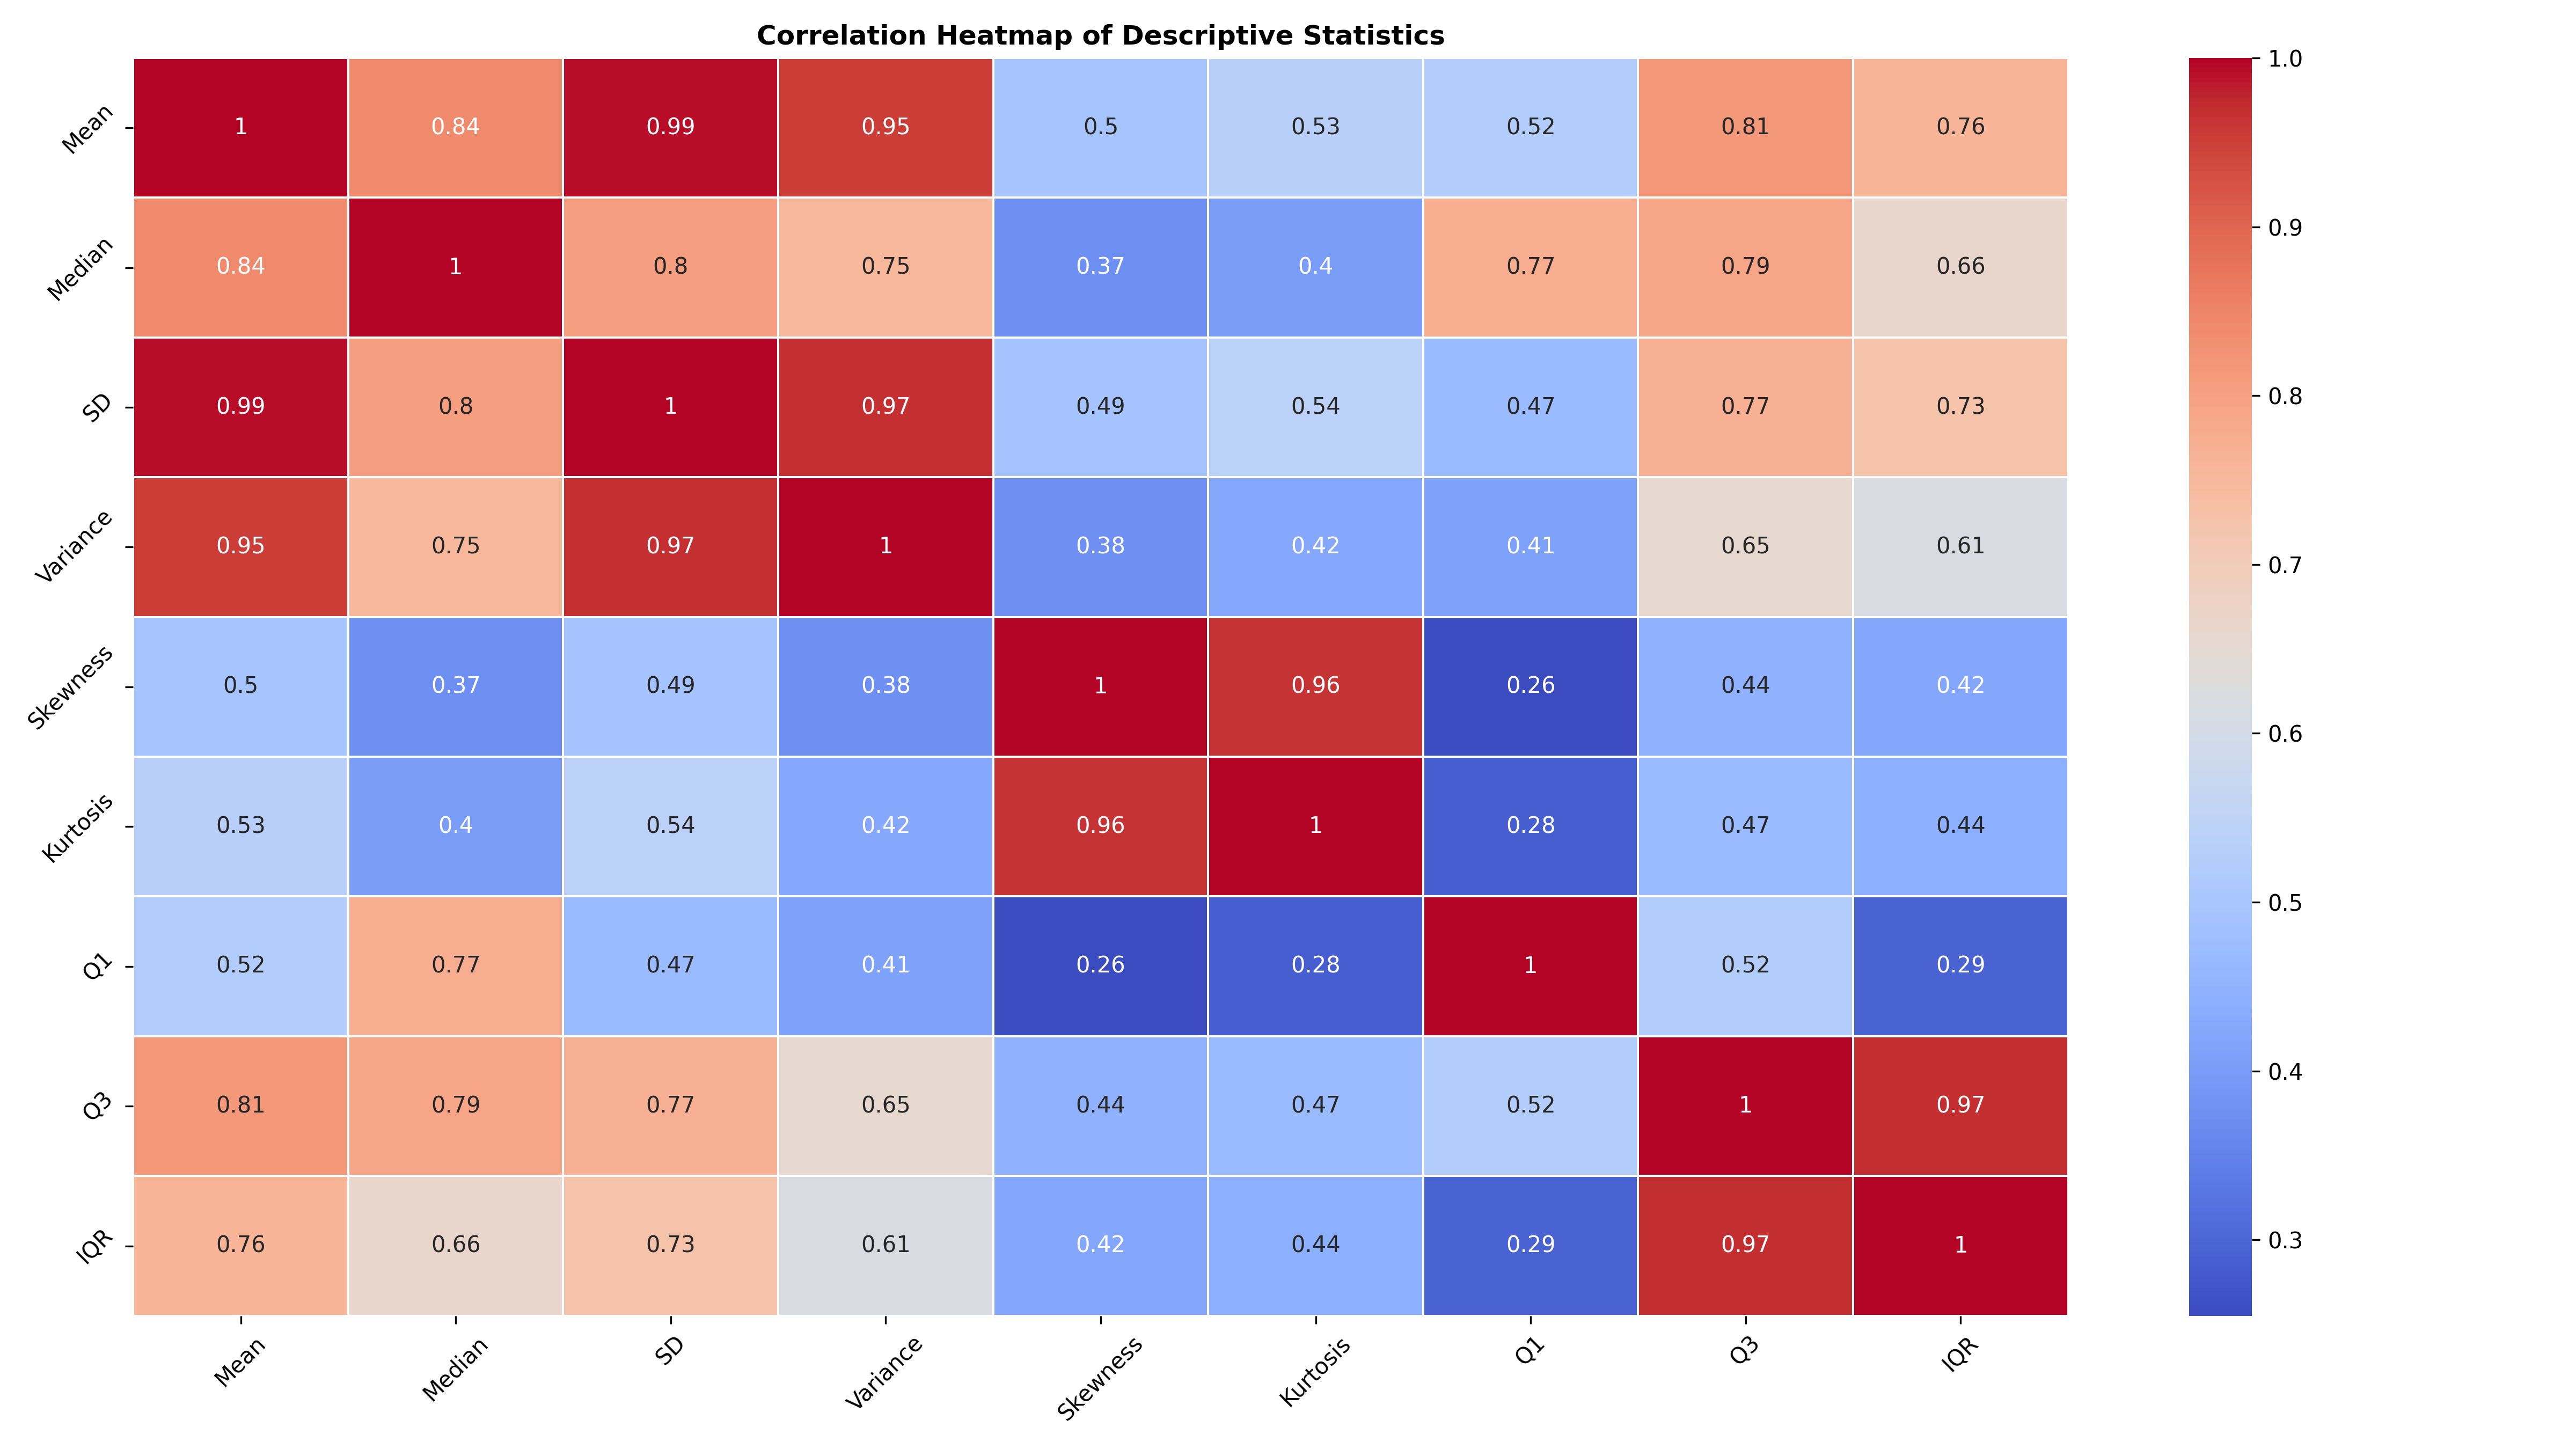 Correlation Heatmap of Descriptive Statistics
Mean 1 0.84 0.99 0.95 0.5 0.53 0.52 0.81 0.76
Median 0.84 1 0.8 0.75 0.37 0.4 0.77 0.79 0.66
SD 0.99 0.8 1 0.97 0.49 0.54 0.47 0.77 0.73
Variance 0.95 0.75 0.97 1 0.38 0.42 0.41 0.65 0.61
Skewness 0.5 0.37 0.49 0.38 1 0.96 0.26 0.44 0.42
Kurtosis 0.53 0.4 0.54 0.42 0.96 1 0.28 0.47 0.44
Q1 0.52 0.77 0.47 0.41 0.26 0.28 1 0.52 0.29
Q3 0.81 0.79 0.77 0.65 0.44 0.47 0.52 1 0.97
IQR 0.76 0.66 0.73 0.61 0.42 0.44 0.29 0.97 1
Mean Median SD Variance Skewness Kurtosis Q1 Q3 IQR
1.0
0.9
0.8
0.7
0.6
0.5
0.4
0.3